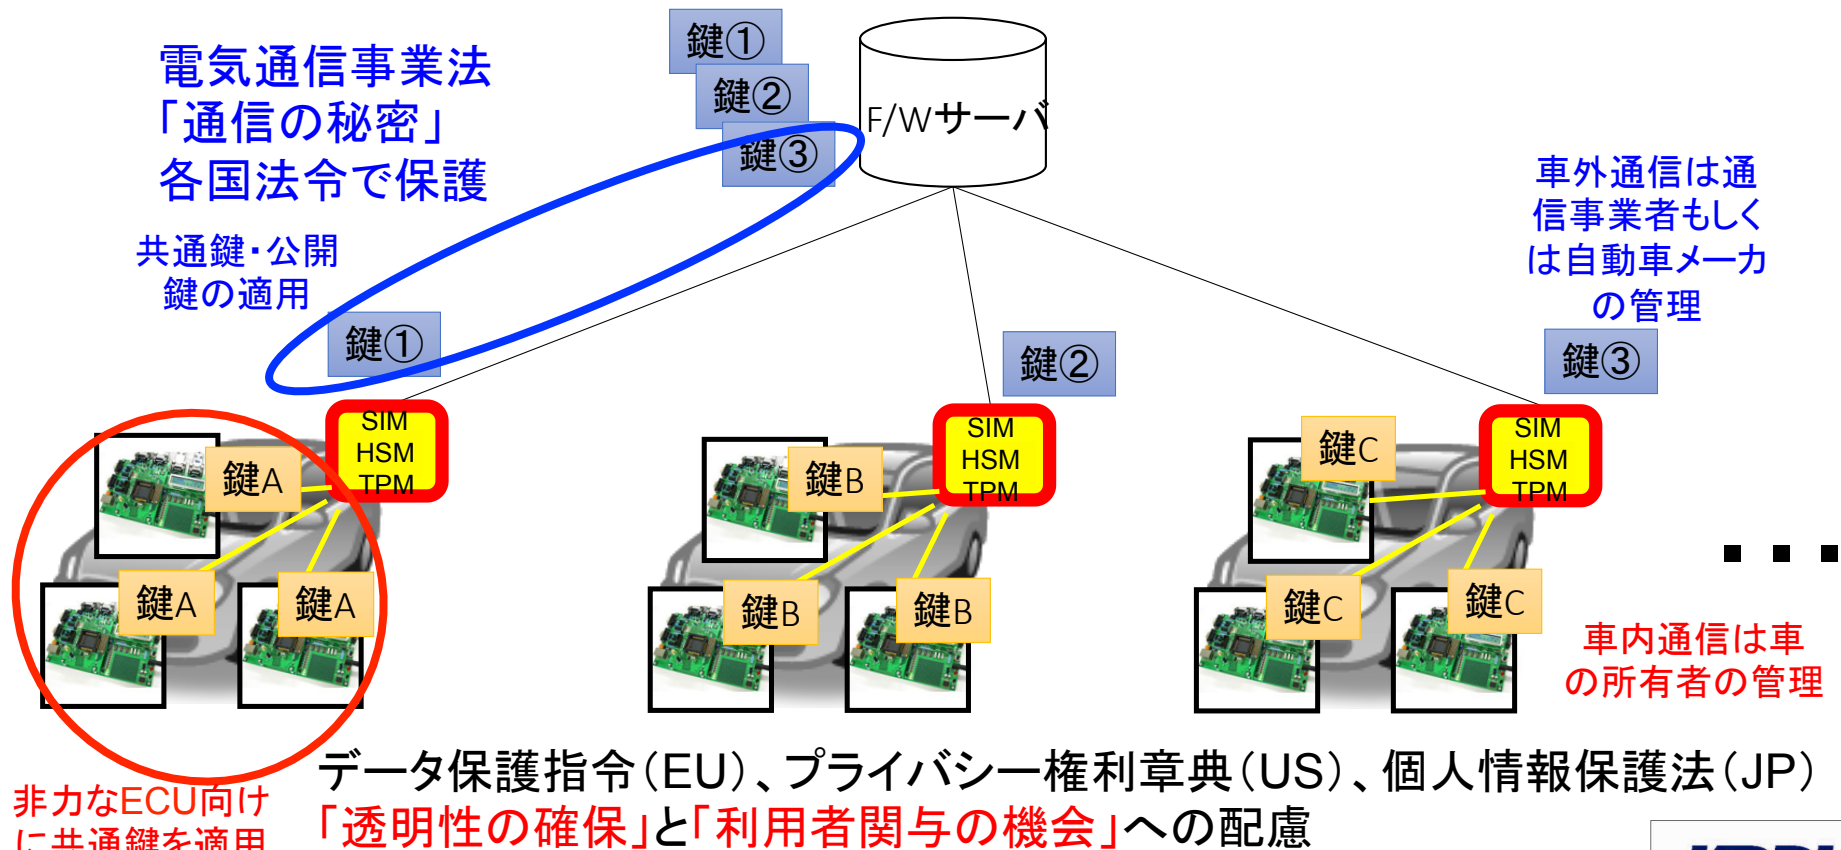 鍵①
鍵②
鍵③
F/Wサーバ
電気通信事業法
「通信の秘密」
各国法令で保護
共通鍵・公開
鍵の適用
車外通信は通
信事業者もしく
は自動車メーカ
の管理
鍵①
鍵②
鍵③
SIM
HSM
TPM
SIM
HSM
TPM
SIM
HSM
TPM
鍵A
鍵A
鍵A
鍵B
鍵B
鍵B
鍵C
鍵C
鍵C
・・・
車内通信は車
の所有者の管理
非力なECU向け
に共通鍵を適用
データ保護指令(EU)、プライバシー権利章典(US)、個人情報保護法(JP)
「透明性の確保」と「利用者関与の機会」への配慮